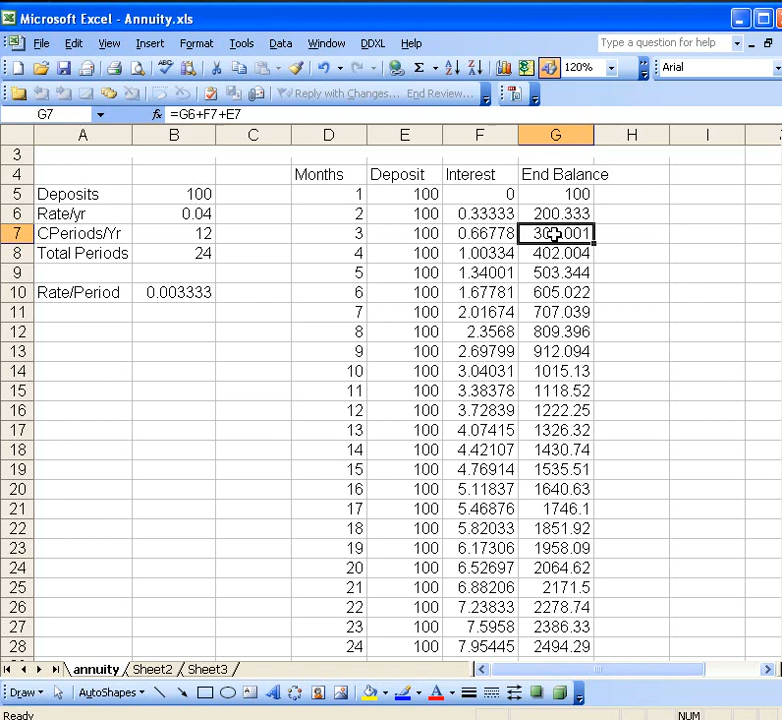 Microsoft Excel - Annuity.xls
File Edit View Insert Format Tools Data Window DDXL Help Type a question for help
Σ 120% Arial
Reply with Changes... End Review...
G7 fx =G6+F7+E7
A B C D E F G H I
3
4 Months Deposit Interest End Balance
5 Deposits 100 1 100 0 100
6 Rate/yr 0.04 2 100 0.33333 200.333
7 CPeriods/Yr 12 3 100 0.66778 301.001
8 Total Periods 24 4 100 1.00334 402.004
9 5 100 1.34001 503.344
10 Rate/Period 0.003333 6 100 1.67781 605.022
11 7 100 2.01674 707.039
12 8 100 2.3568 809.396
13 9 100 2.69799 912.094
14 10 100 3.04031 1015.13
15 11 100 3.38378 1118.52
16 12 100 3.72839 1222.25
17 13 100 4.07415 1326.32
18 14 100 4.42107 1430.74
19 15 100 4.76914 1535.51
20 16 100 5.11837 1640.63
21 17 100 5.46876 1746.1
22 18 100 5.82033 1851.92
23 19 100 6.17306 1958.09
24 20 100 6.52697 2064.62
25 21 100 6.88206 2171.5
26 22 100 7.23833 2278.74
27 23 100 7.5958 2386.33
28 24 100 7.95445 2494.29
annuity Sheet2 Sheet3
Draw AutoShapes A
Ready NUM